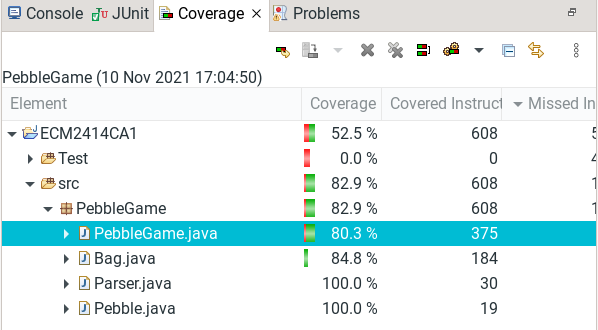 Console JUnit Coverage Problems
PebbleGame (10 Nov 2021 17:04:50)
Element Coverage Covered Instruct Missed In
ECM2414CA1 52.5 % 608 5
Test 0.0 % 0 4
src 82.9 % 608 1
PebbleGame 82.9 % 608 1
PebbleGame.java 80.3 % 375
Bag.java 84.8 % 184
Parser.java 100.0 % 30
Pebble.java 100.0 % 19